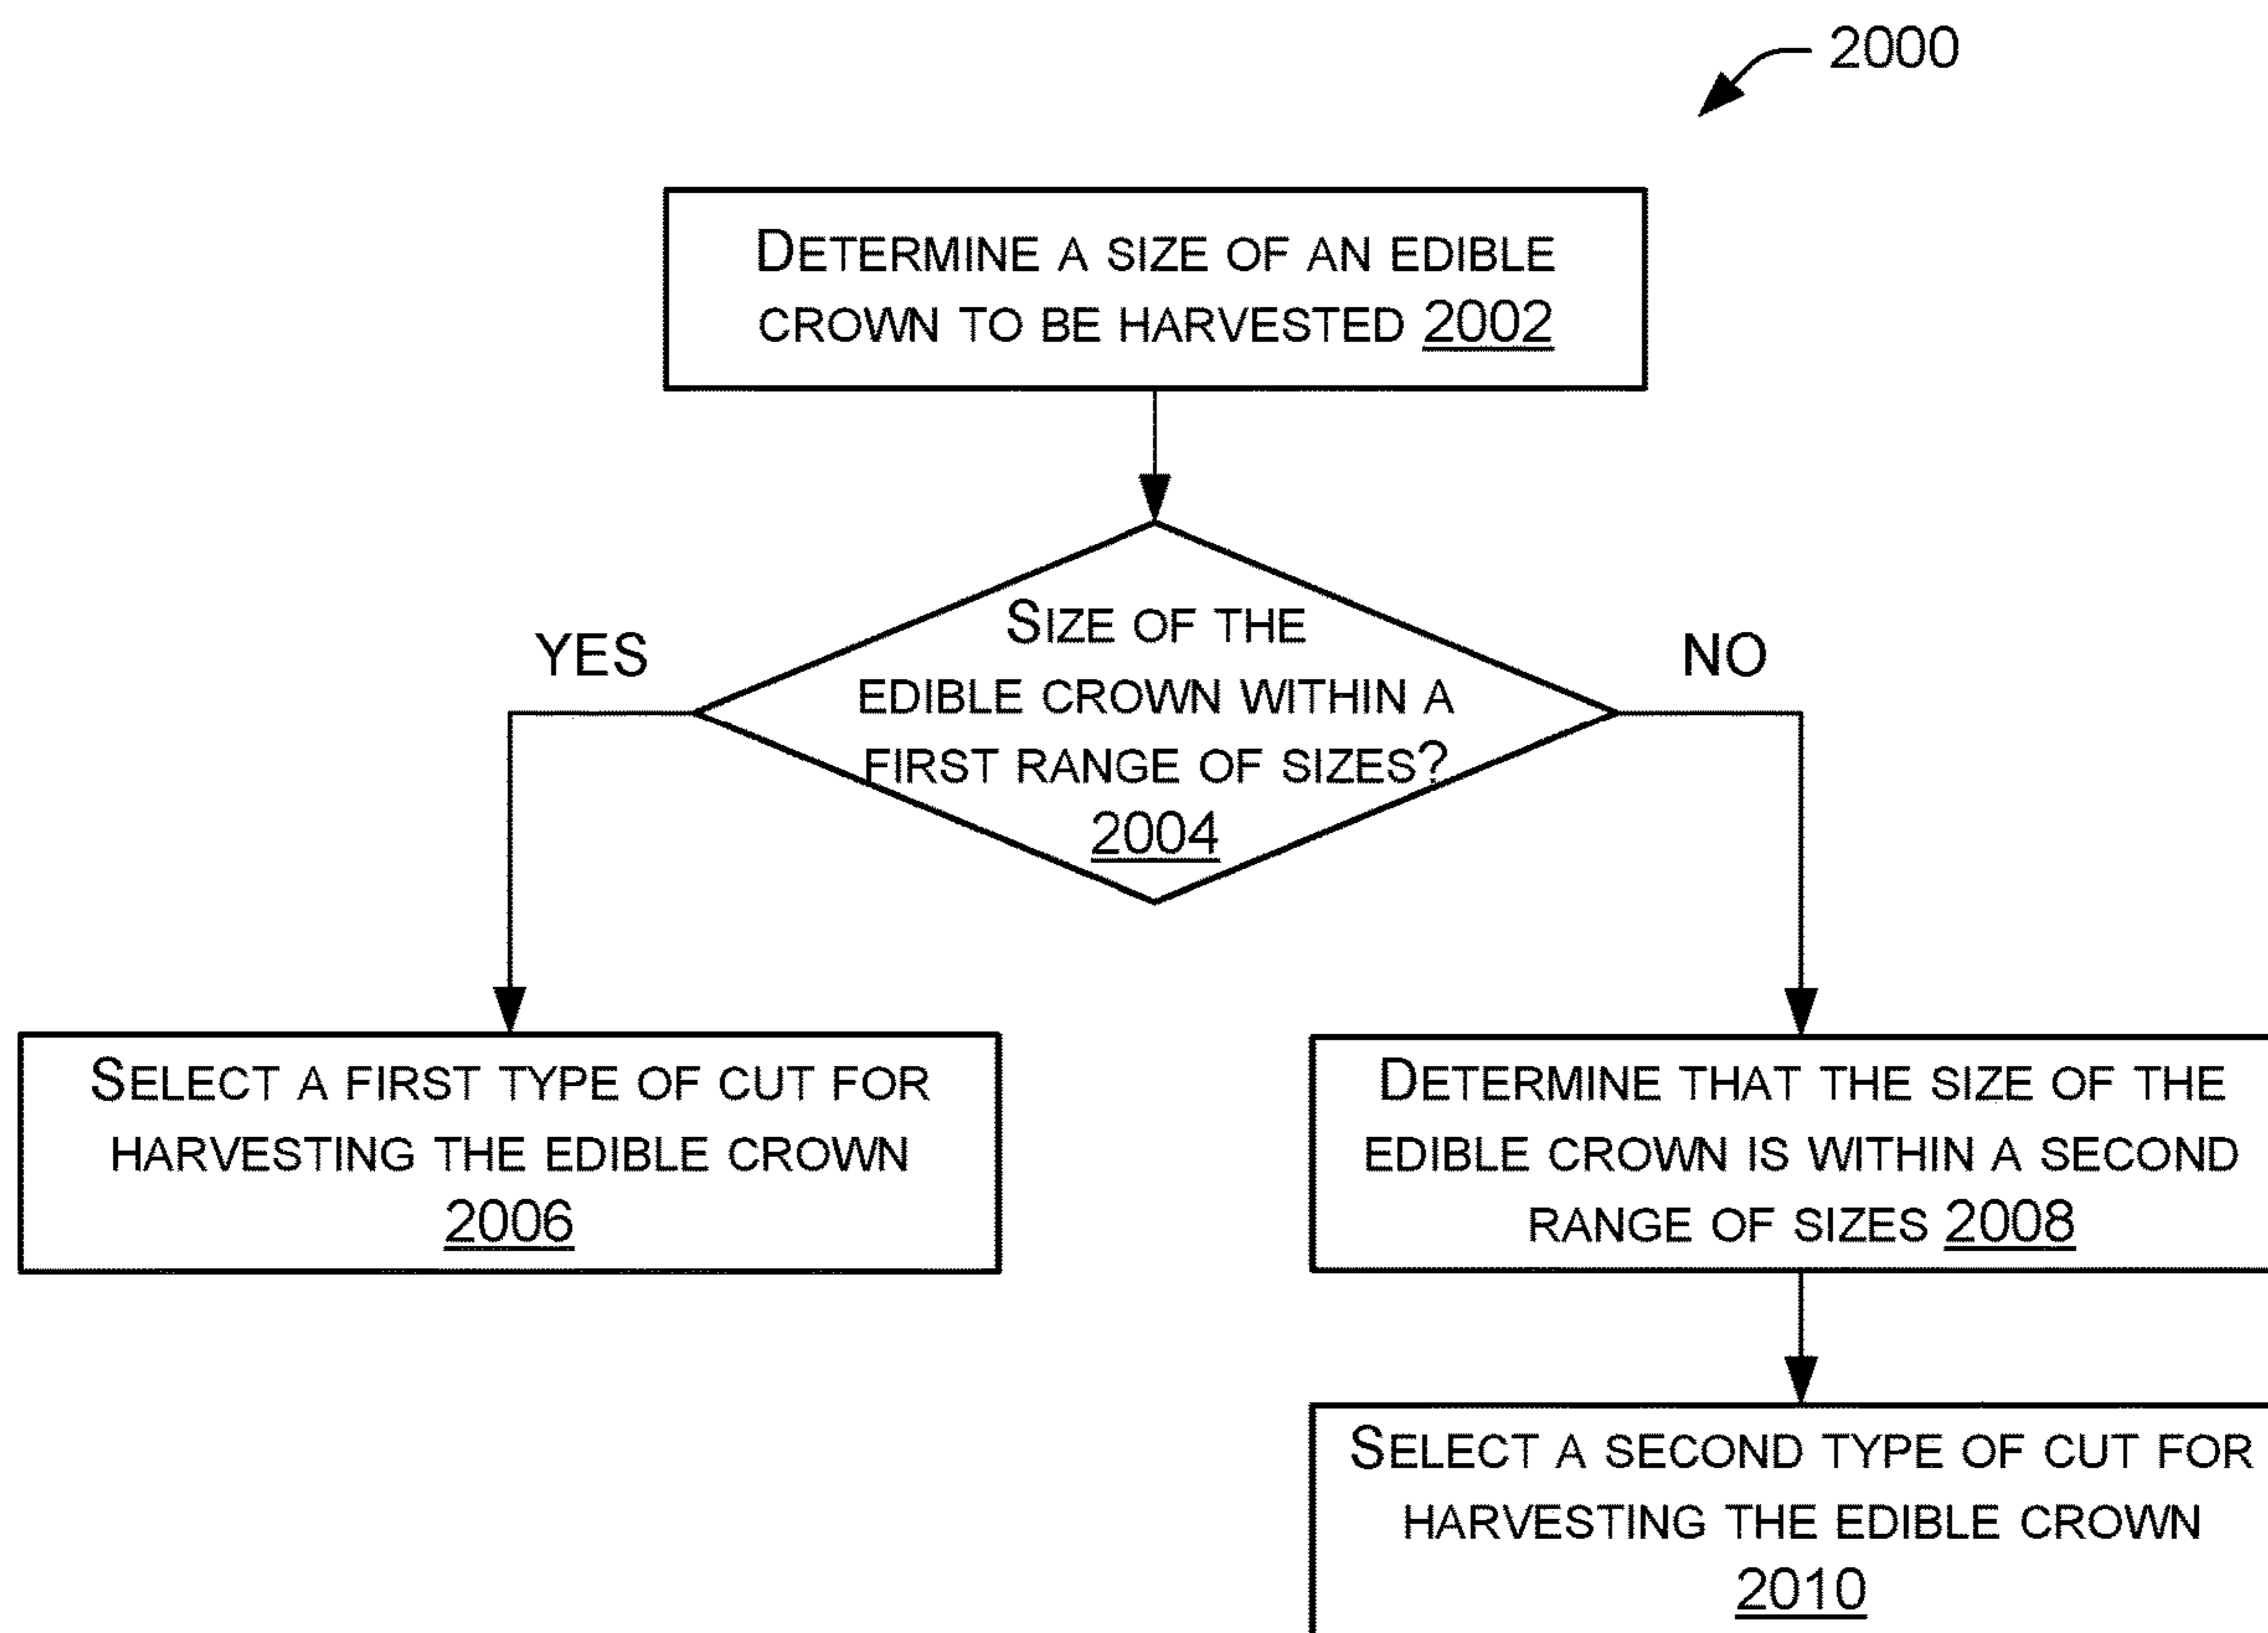 2000
DETERMINE A SIZE OF AN EDIBLE
CROWN TO BE HARVESTED 2002
SIZE OF THE
EDIBLE CROWN WITHIN A
FIRST RANGE OF SIZES?
2004
YES
NO
SELECT A FIRST TYPE OF CUT FOR
HARVESTING THE EDIBLE CROWN
2006
DETERMINE THAT THE SIZE OF THE
EDIBLE CROWN IS WITHIN A SECOND
RANGE OF SIZES 2008
SELECT A SECOND TYPE OF CUT FOR
HARVESTING THE EDIBLE CROWN
2010